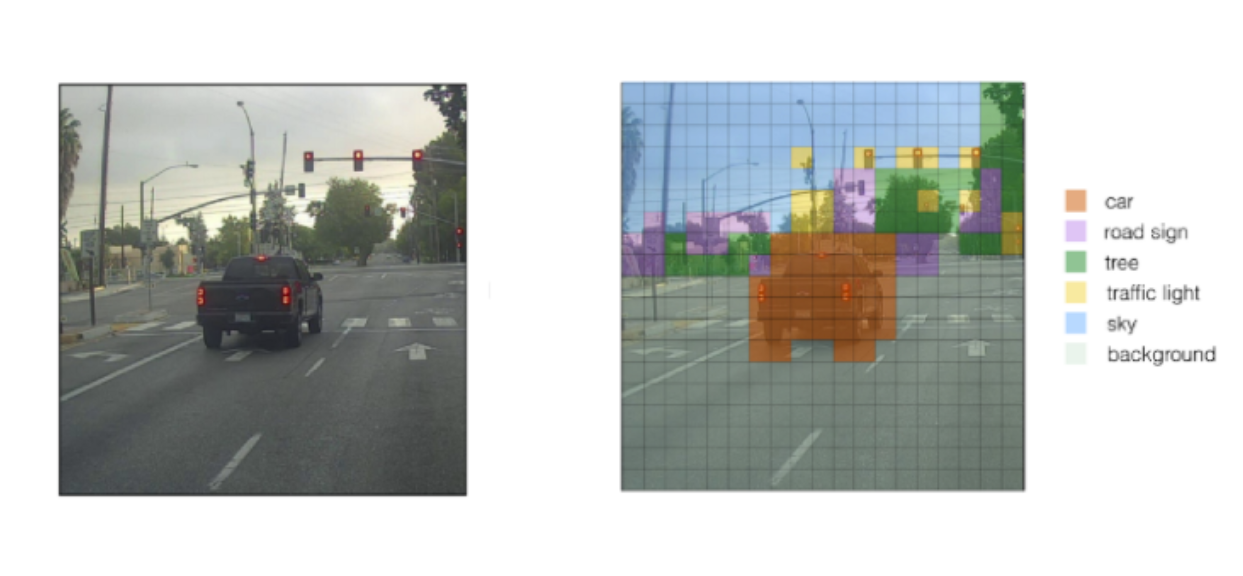 car
road sign
tree
traffic light
sky
background